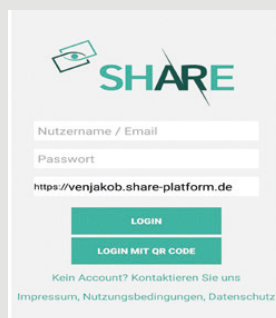 SHARE
Nutzername / Email
Passwort
https://venjakob.share-platform.de
LOGIN
LOGIN MIT QR CODE
Kein Account? Kontaktieren Sie uns
Impressum, Nutzungsbedingungen, Datenschutz